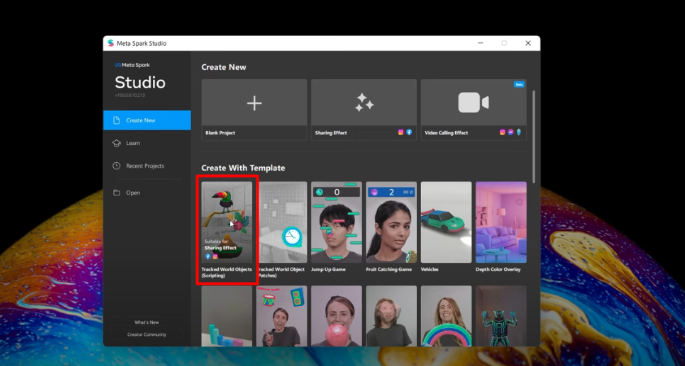 Meta Spark Studio
Meta Spark
Studio
Create New
Learn
Recent Projects
Open
What's New
Creator Community
Create New
Blank Project
Sharing Effect
Video Calling Effect
Create With Template
Suitable for
Sharing Effect
0
2
Tracked World Objects
(Scripting)
Tracked World Object
(Patches)
Jump Up Game
Fruit Catching Game
Vehicles
Depth Color Overlay